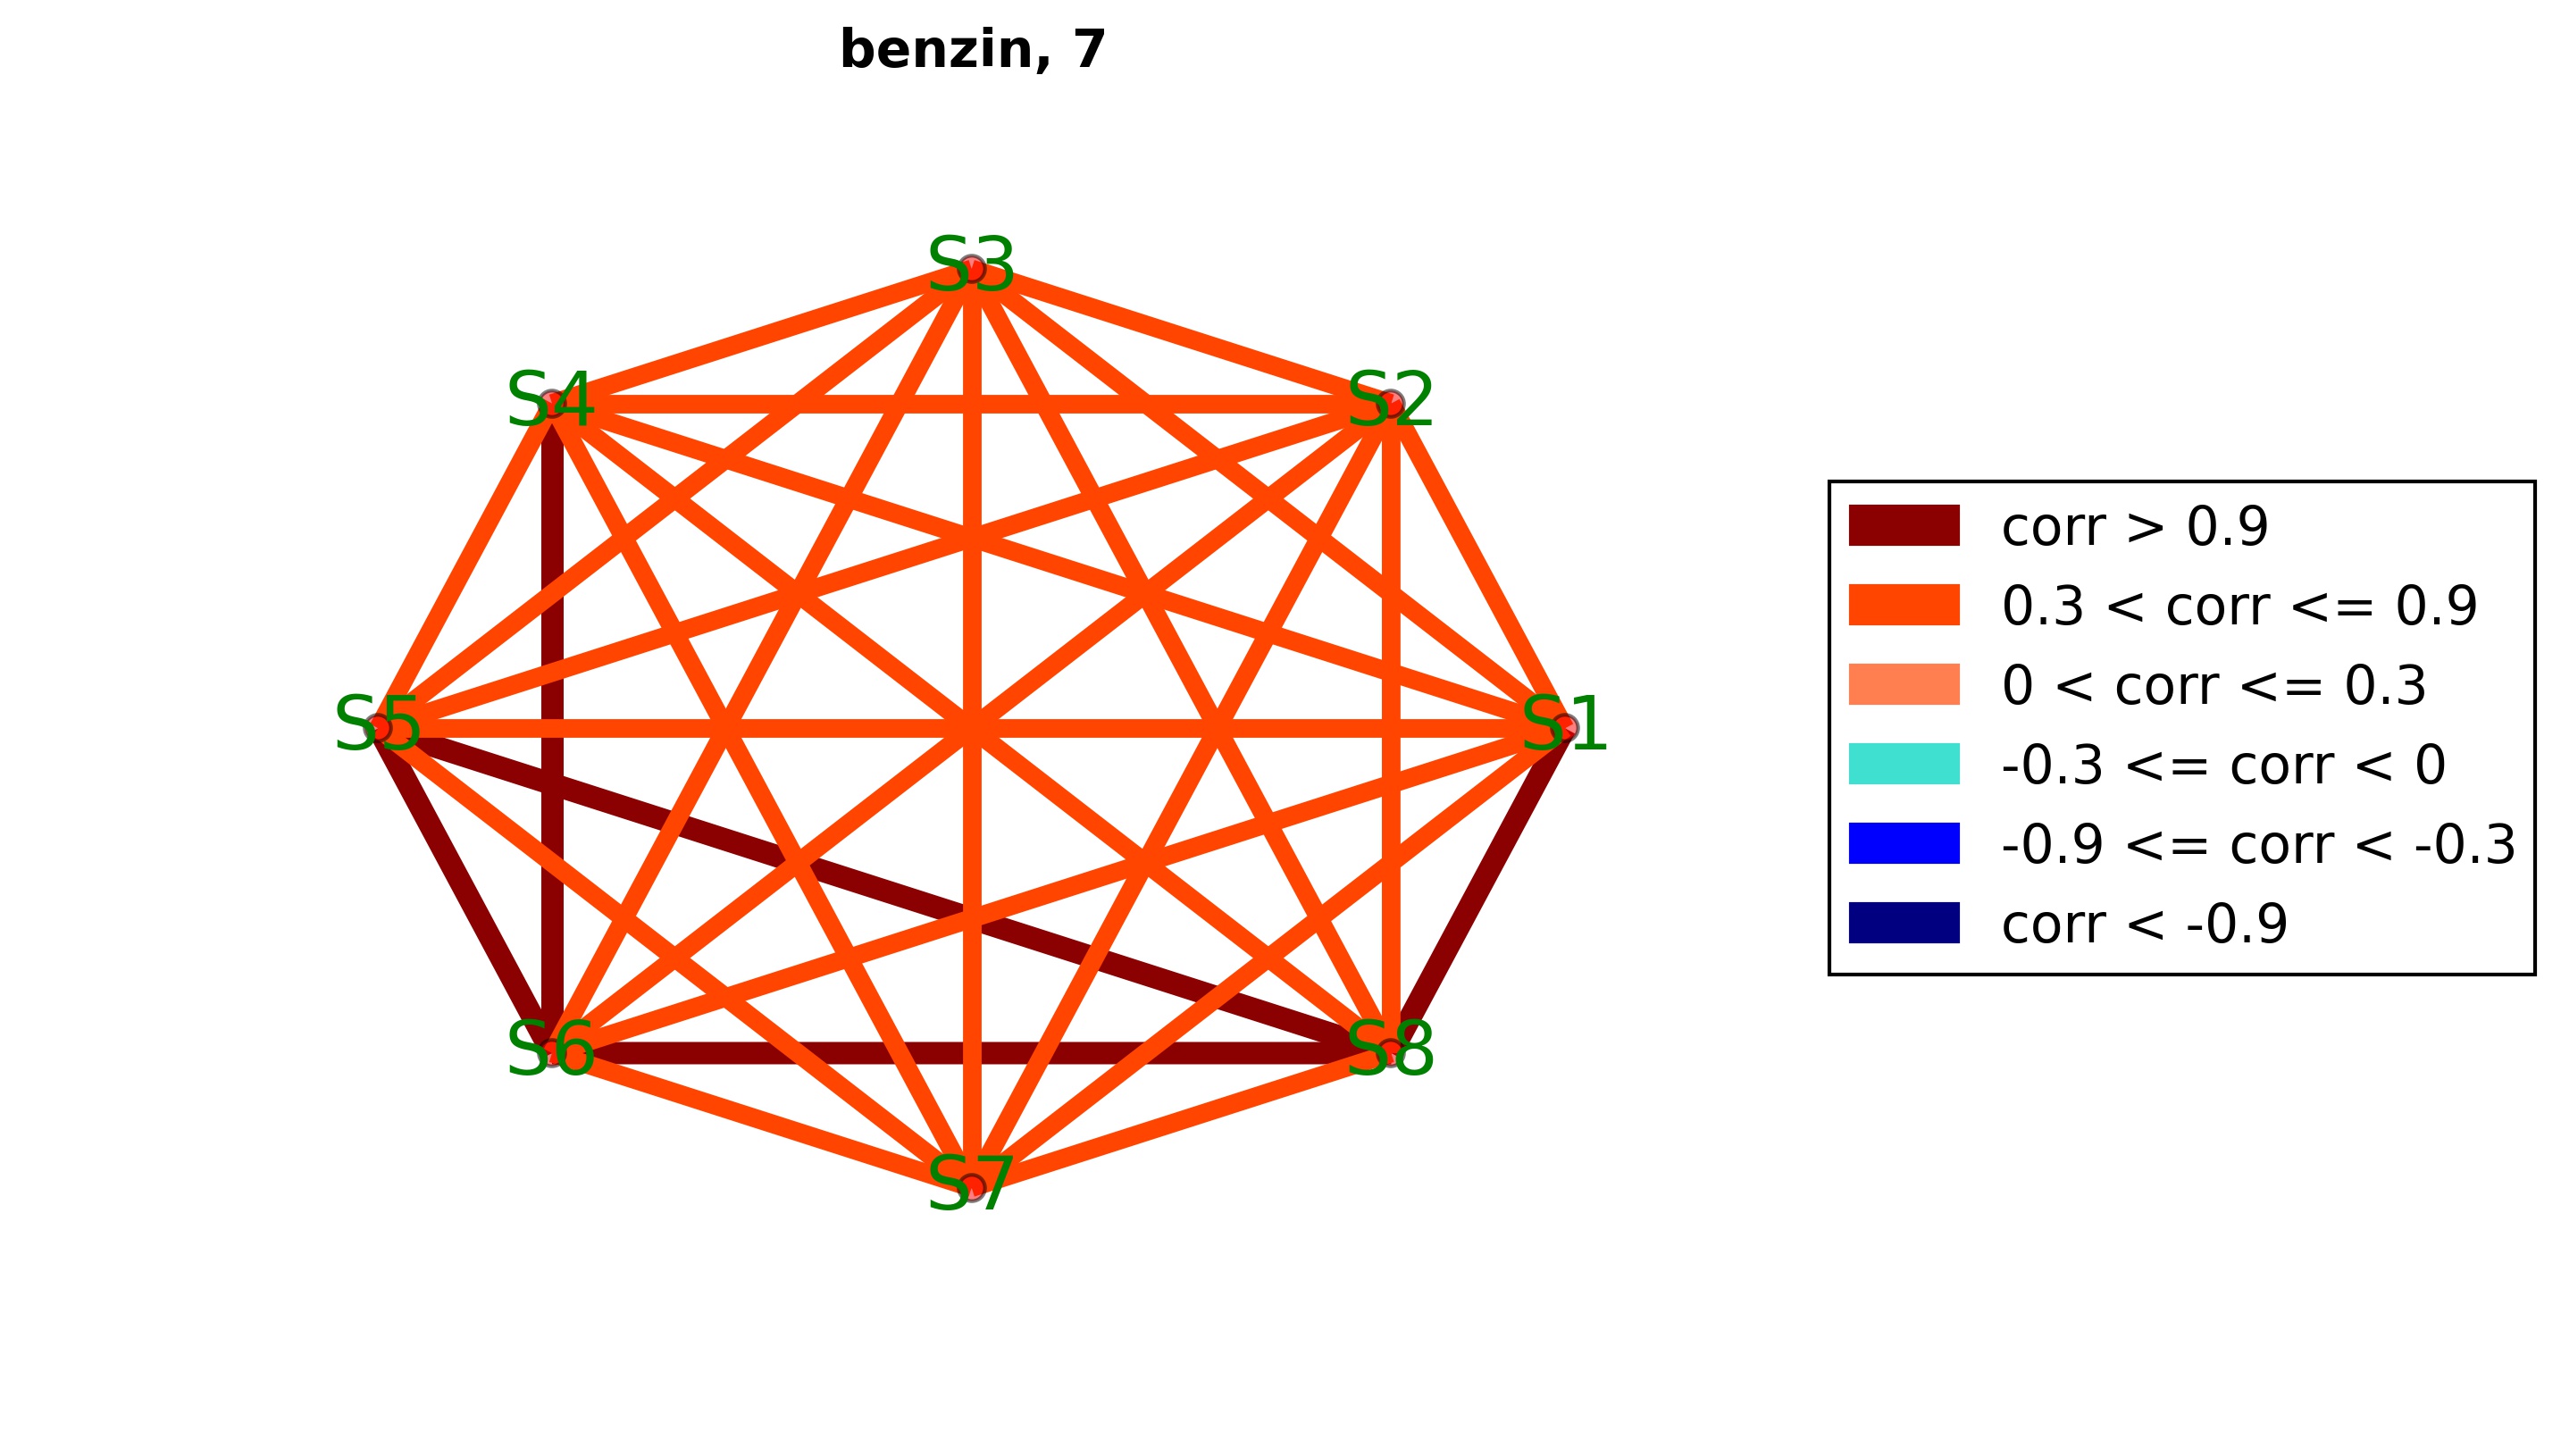 benzin, 7
S3
S4
S2
S5
S1
S6
S8
S7
corr > 0.9
0.3 < corr <= 0.9
0 < corr <= 0.3
-0.3 <= corr < 0
-0.9 <= corr < -0.3
corr < -0.9